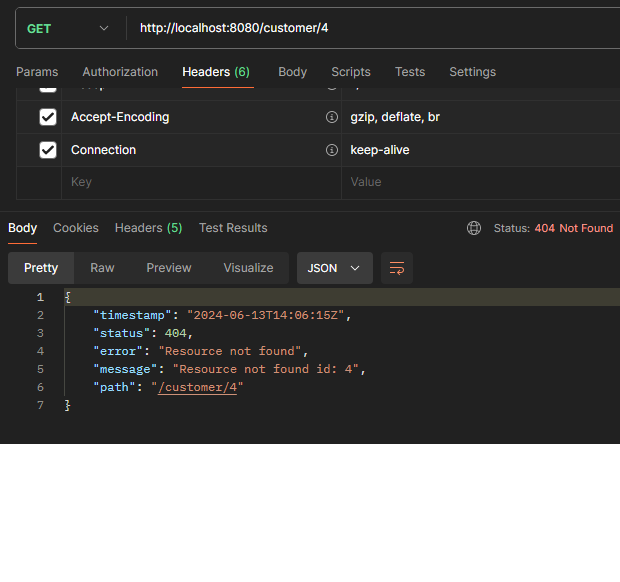 GET http://localhost:8080/customer/4
Params Authorization Headers (6) Body Scripts Tests Settings
Accept-Encoding gzip, deflate, br
Connection keep-alive
Key Value
Body Cookies Headers (5) Test Results Status: 404 Not Found
Pretty Raw Preview Visualize JSON
1 {
2 "timestamp": "2024-06-13T14:06:15Z",
3 "status": 404,
4 "error": "Resource not found",
5 "message": "Resource not found id: 4",
6 "path": "/customer/4"
7 }